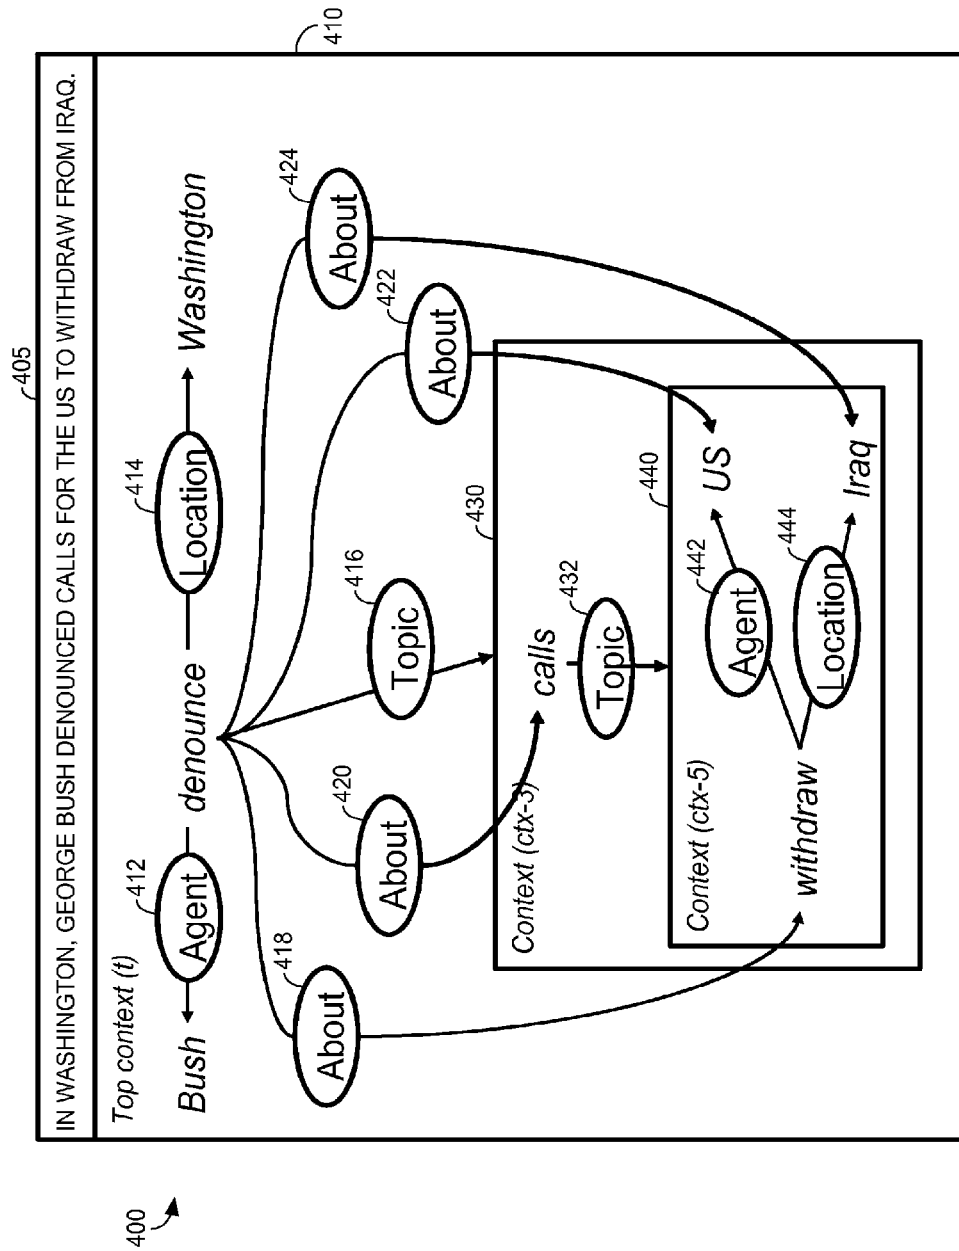 400
405
IN WASHINGTON, GEORGE BUSH DENOUNCED CALLS FOR THE US TO WITHDRAW FROM IRAQ.
410
Top context (t)
412
414
Bush
Agent
denounce
Location
Washington
418
420
416
422
424
About
About
Topic
About
About
430
Context (ctx-3)
calls
432
Topic
440
Context (ctx-5)
442
Agent
US
444
withdraw
Location
Iraq